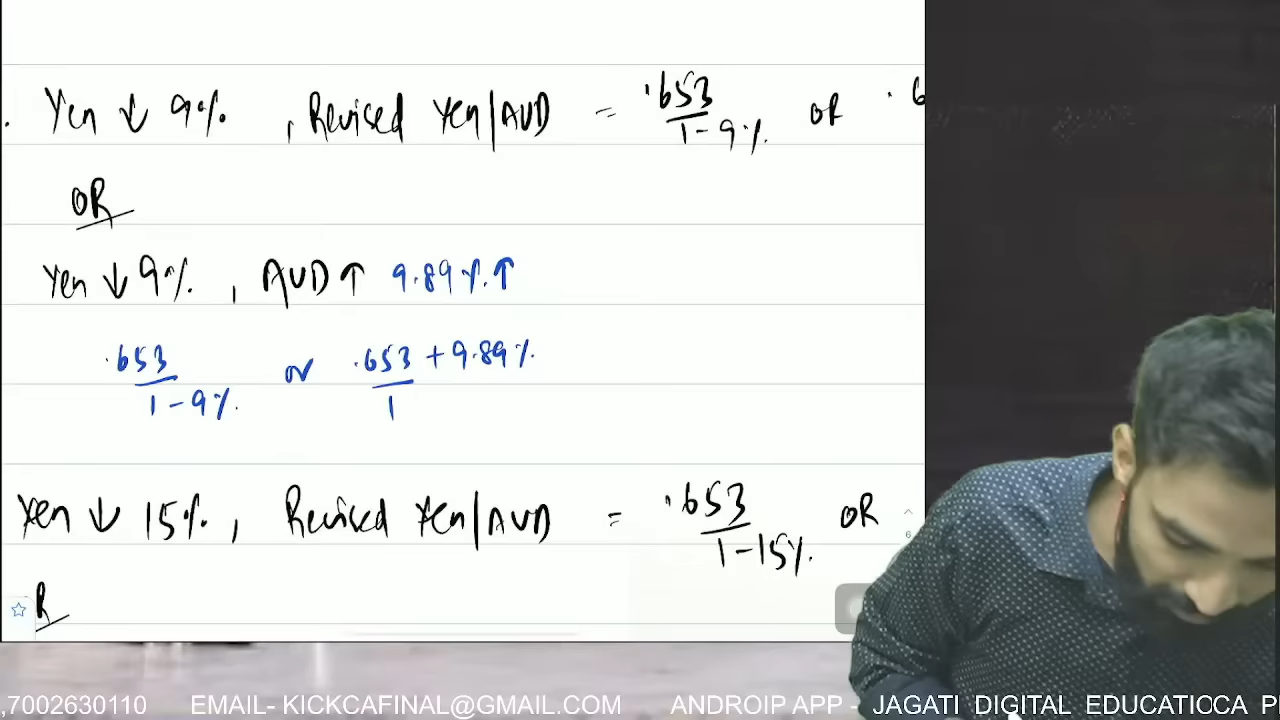 . Yen ↓ 9% , Revised Yen/AUD = .653 / 1-9% OR .6
OR
Yen ↓ 9% , AUD ↑ 9.89% ↑
.653 / 1-9% or .653 + 9.89% / 1
Yen ↓ 15% , Revised Yen/AUD = .653 / 1-15% OR
R
,7002630110 EMAIL- KICKCAFINAL@GMAIL.COM ANDROIP APP - JAGATI DIGITAL EDUCATIOCA P